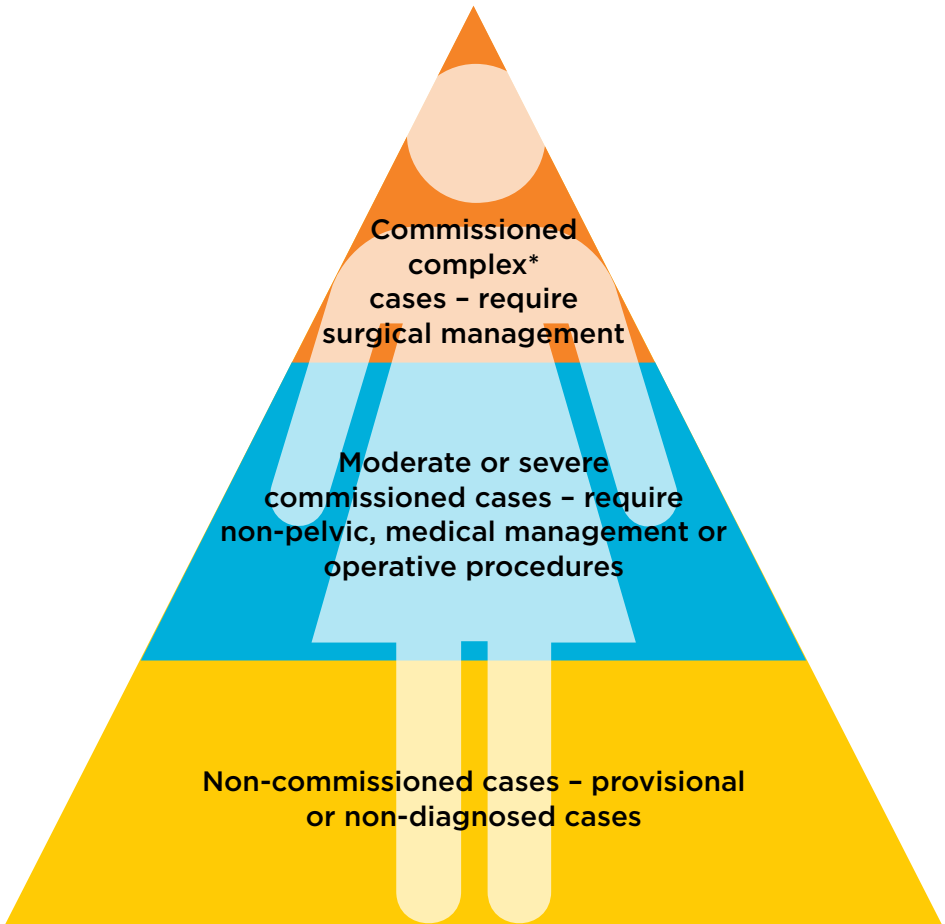 Commissioned
complex*
cases – require
surgical management
Moderate or severe
commissioned cases – require
non-pelvic, medical management or
operative procedures
Non-commissioned cases – provisional
or non-diagnosed cases